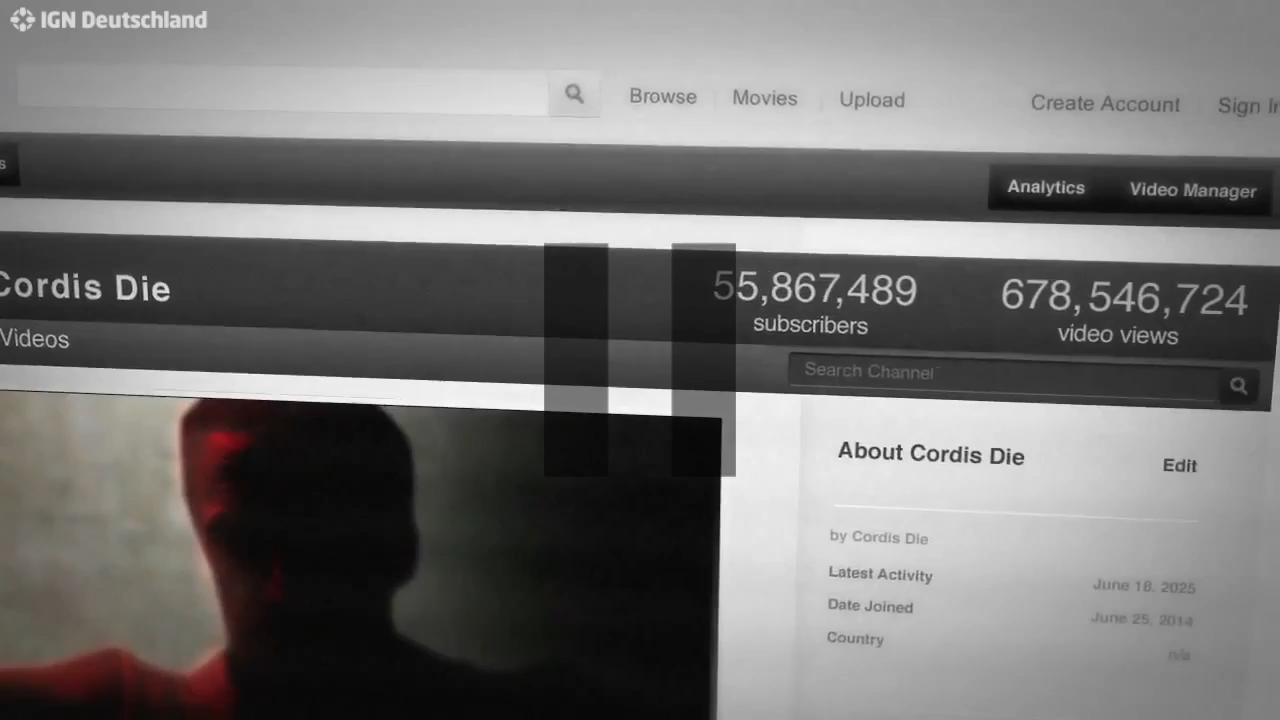 IGN Deutschland
Browse Movies Upload Create Account Sign In
s
Analytics Video Manager
Cordis Die
55,867,489 678,546,724
subscribers video views
Videos
Search Channel
About Cordis Die Edit
by Cordis Die
Latest Activity June 18, 2025
Date Joined June 25, 2014
Country n/a